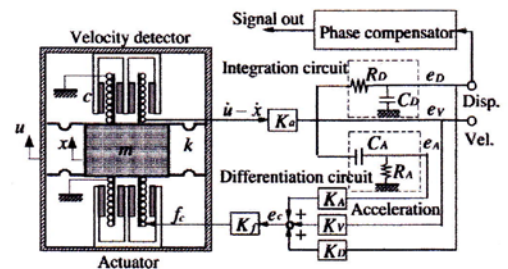 Signal out
Phase compensator
Velocity detector
Integration circuit
R_D
e_D
C_D
Disp.
c
u̇ − ẋ
K_a
e_V
Vel.
u
x
m
k
C_A
e_A
R_A
Differentiation circuit
Acceleration
K_A
f_c
K_f
e_c
+
K_V
+
K_D
Actuator